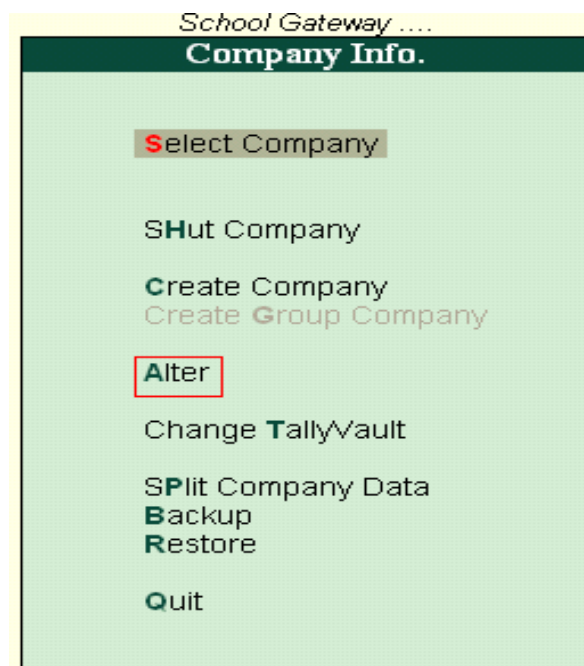 School Gateway ....
Company Info.
Select Company
SHut Company
Create Company
Create Group Company
Alter
Change TallyVault
SPlit Company Data
Backup
Restore
Quit